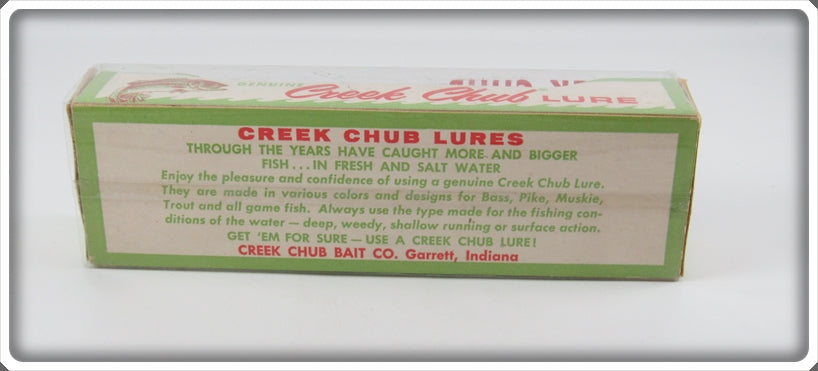 GENUINE Creek Chub LURE
CREEK CHUB LURES
THROUGH THE YEARS HAVE CAUGHT MORE AND BIGGER
FISH...IN FRESH AND SALT WATER
Enjoy the pleasure and confidence of using a genuine Creek Chub Lure.
They are made in various colors and designs for Bass, Pike, Muskie,
Trout and all game fish. Always use the type made for the fishing con-
ditions of the water — deep, weedy, shallow running or surface action.
GET 'EM FOR SURE — USE A CREEK CHUB LURE!
CREEK CHUB BAIT CO. Garrett, Indiana